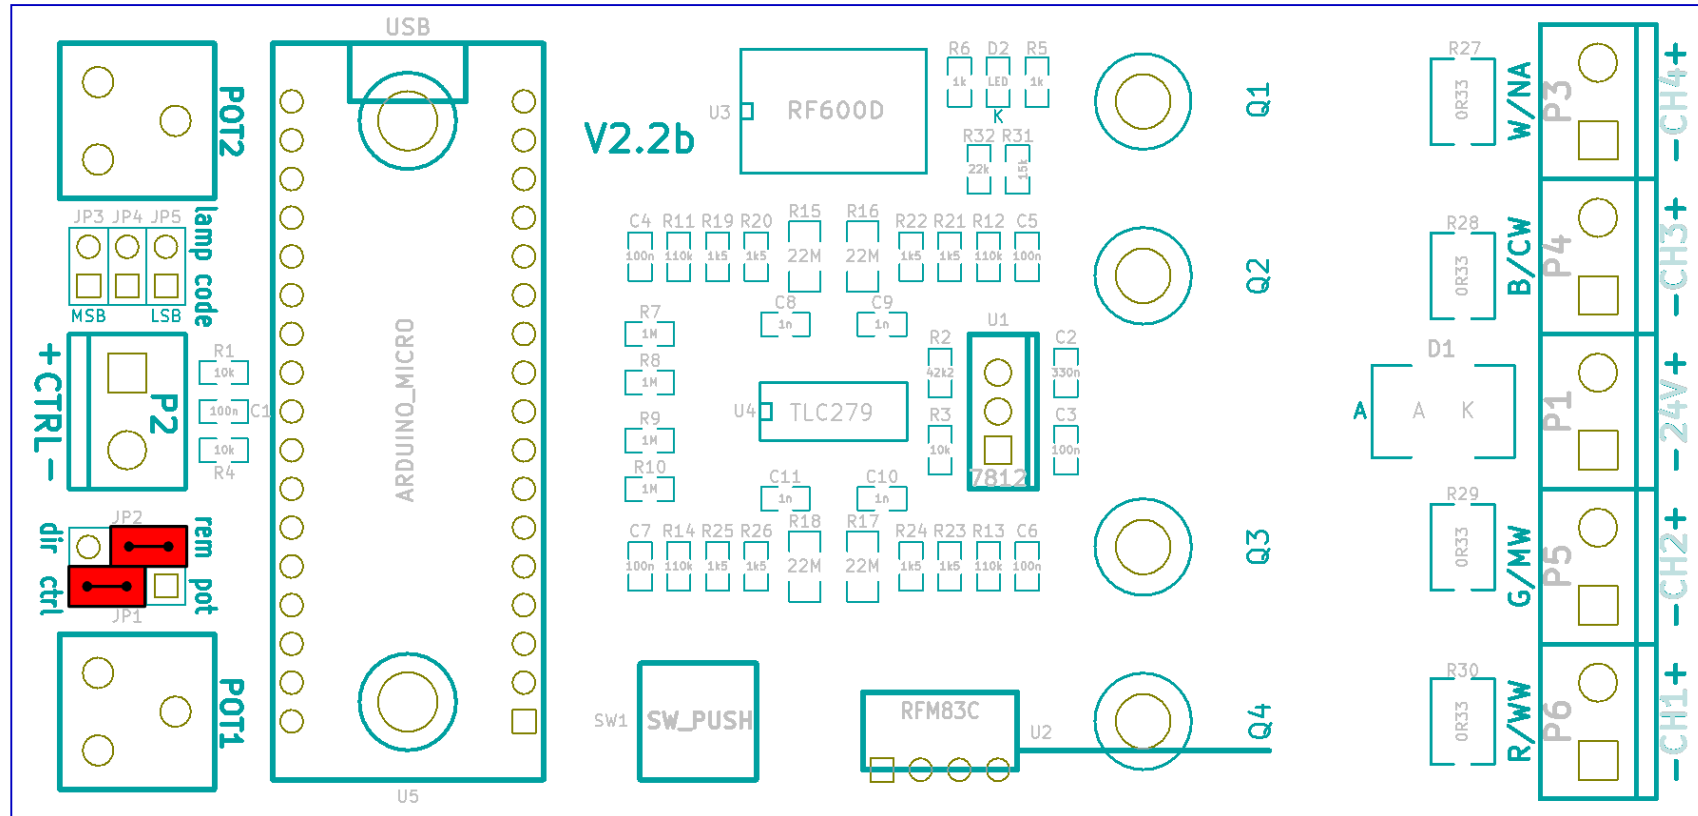 USB
POT2
V2.2b
U3
RF600D
R6
D2
R5
1k
LED
1k
K
R32
R31
22k
15k
Q1
R27
0R33
W/NA
P3
-CH4+
JP3
JP4
JP5
lamp code
MSB
LSB
C4
R11
R19
R20
R15
R16
R22
R21
R12
C5
100n
110k
1k5
1k5
22M
22M
1k5
1k5
110k
100n
Q2
R28
0R33
B/CW
P4
-CH3+
C8
C9
1n
1n
R7
1M
R8
1M
R9
1M
R10
1M
+CTRL-
P2
R1
10k
100n
C1
10k
R4
ARDUINO_MICRO
U4
TLC279
U1
R2
42k2
R3
10k
7812
C2
330n
C3
100n
D1
A
A
K
P1
-24V+
C11
C10
1n
1n
JP2
dir ctrl
rem pot
JP1
C7
R14
R25
R26
R18
R17
R24
R23
R13
C6
100n
110k
1k5
1k5
22M
22M
1k5
1k5
110k
100n
Q3
R29
0R33
G/MW
P5
-CH2+
POT1
U5
SW1
SW_PUSH
RFM83C
U2
Q4
R30
0R33
R/WW
P6
-CH1+